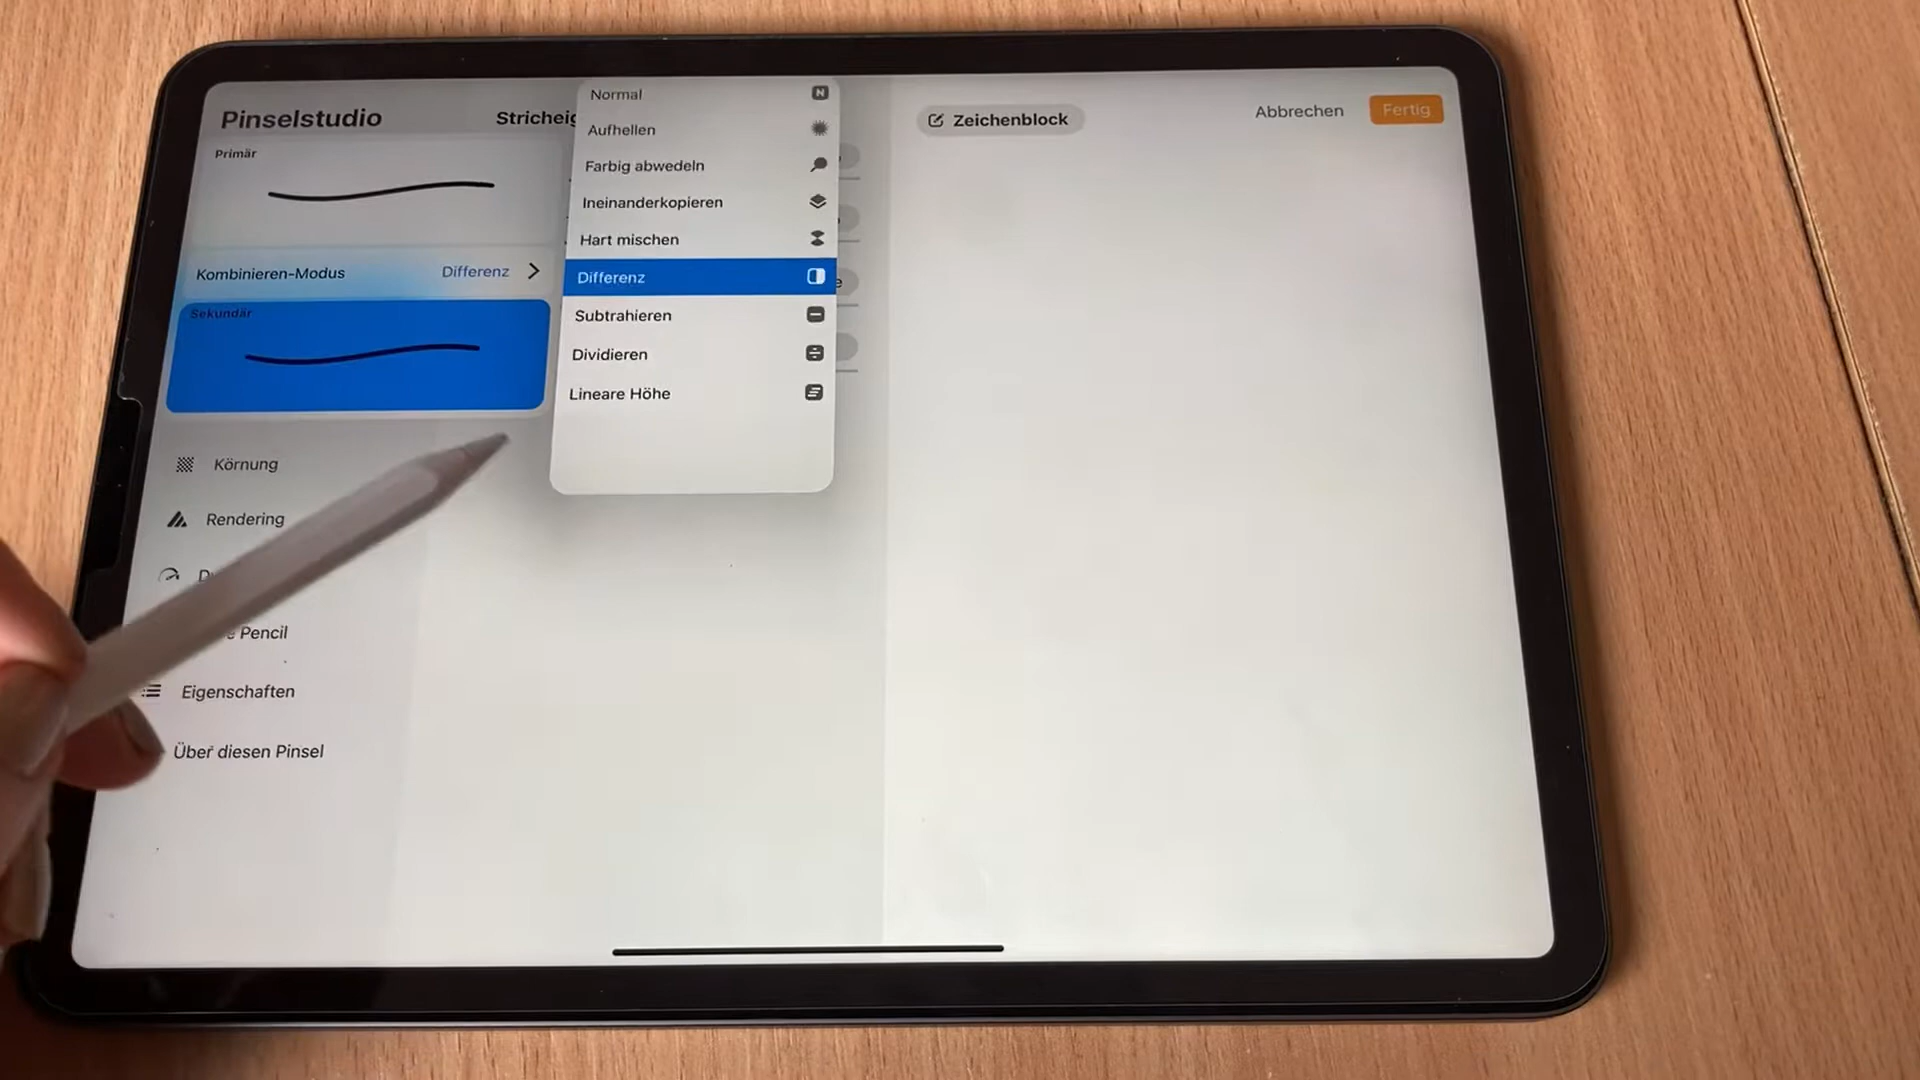 Pinselstudio
Primär
Kombinieren-Modus
Differenz
Sekundär
Körnung
Rendering
Pencil
Eigenschaften
Über diesen Pinsel
Normal
Aufhellen
Farbig abwedeln
Ineinanderkopieren
Hart mischen
Differenz
Subtrahieren
Dividieren
Lineare Höhe
Zeichenblock
Abbrechen
Fertig